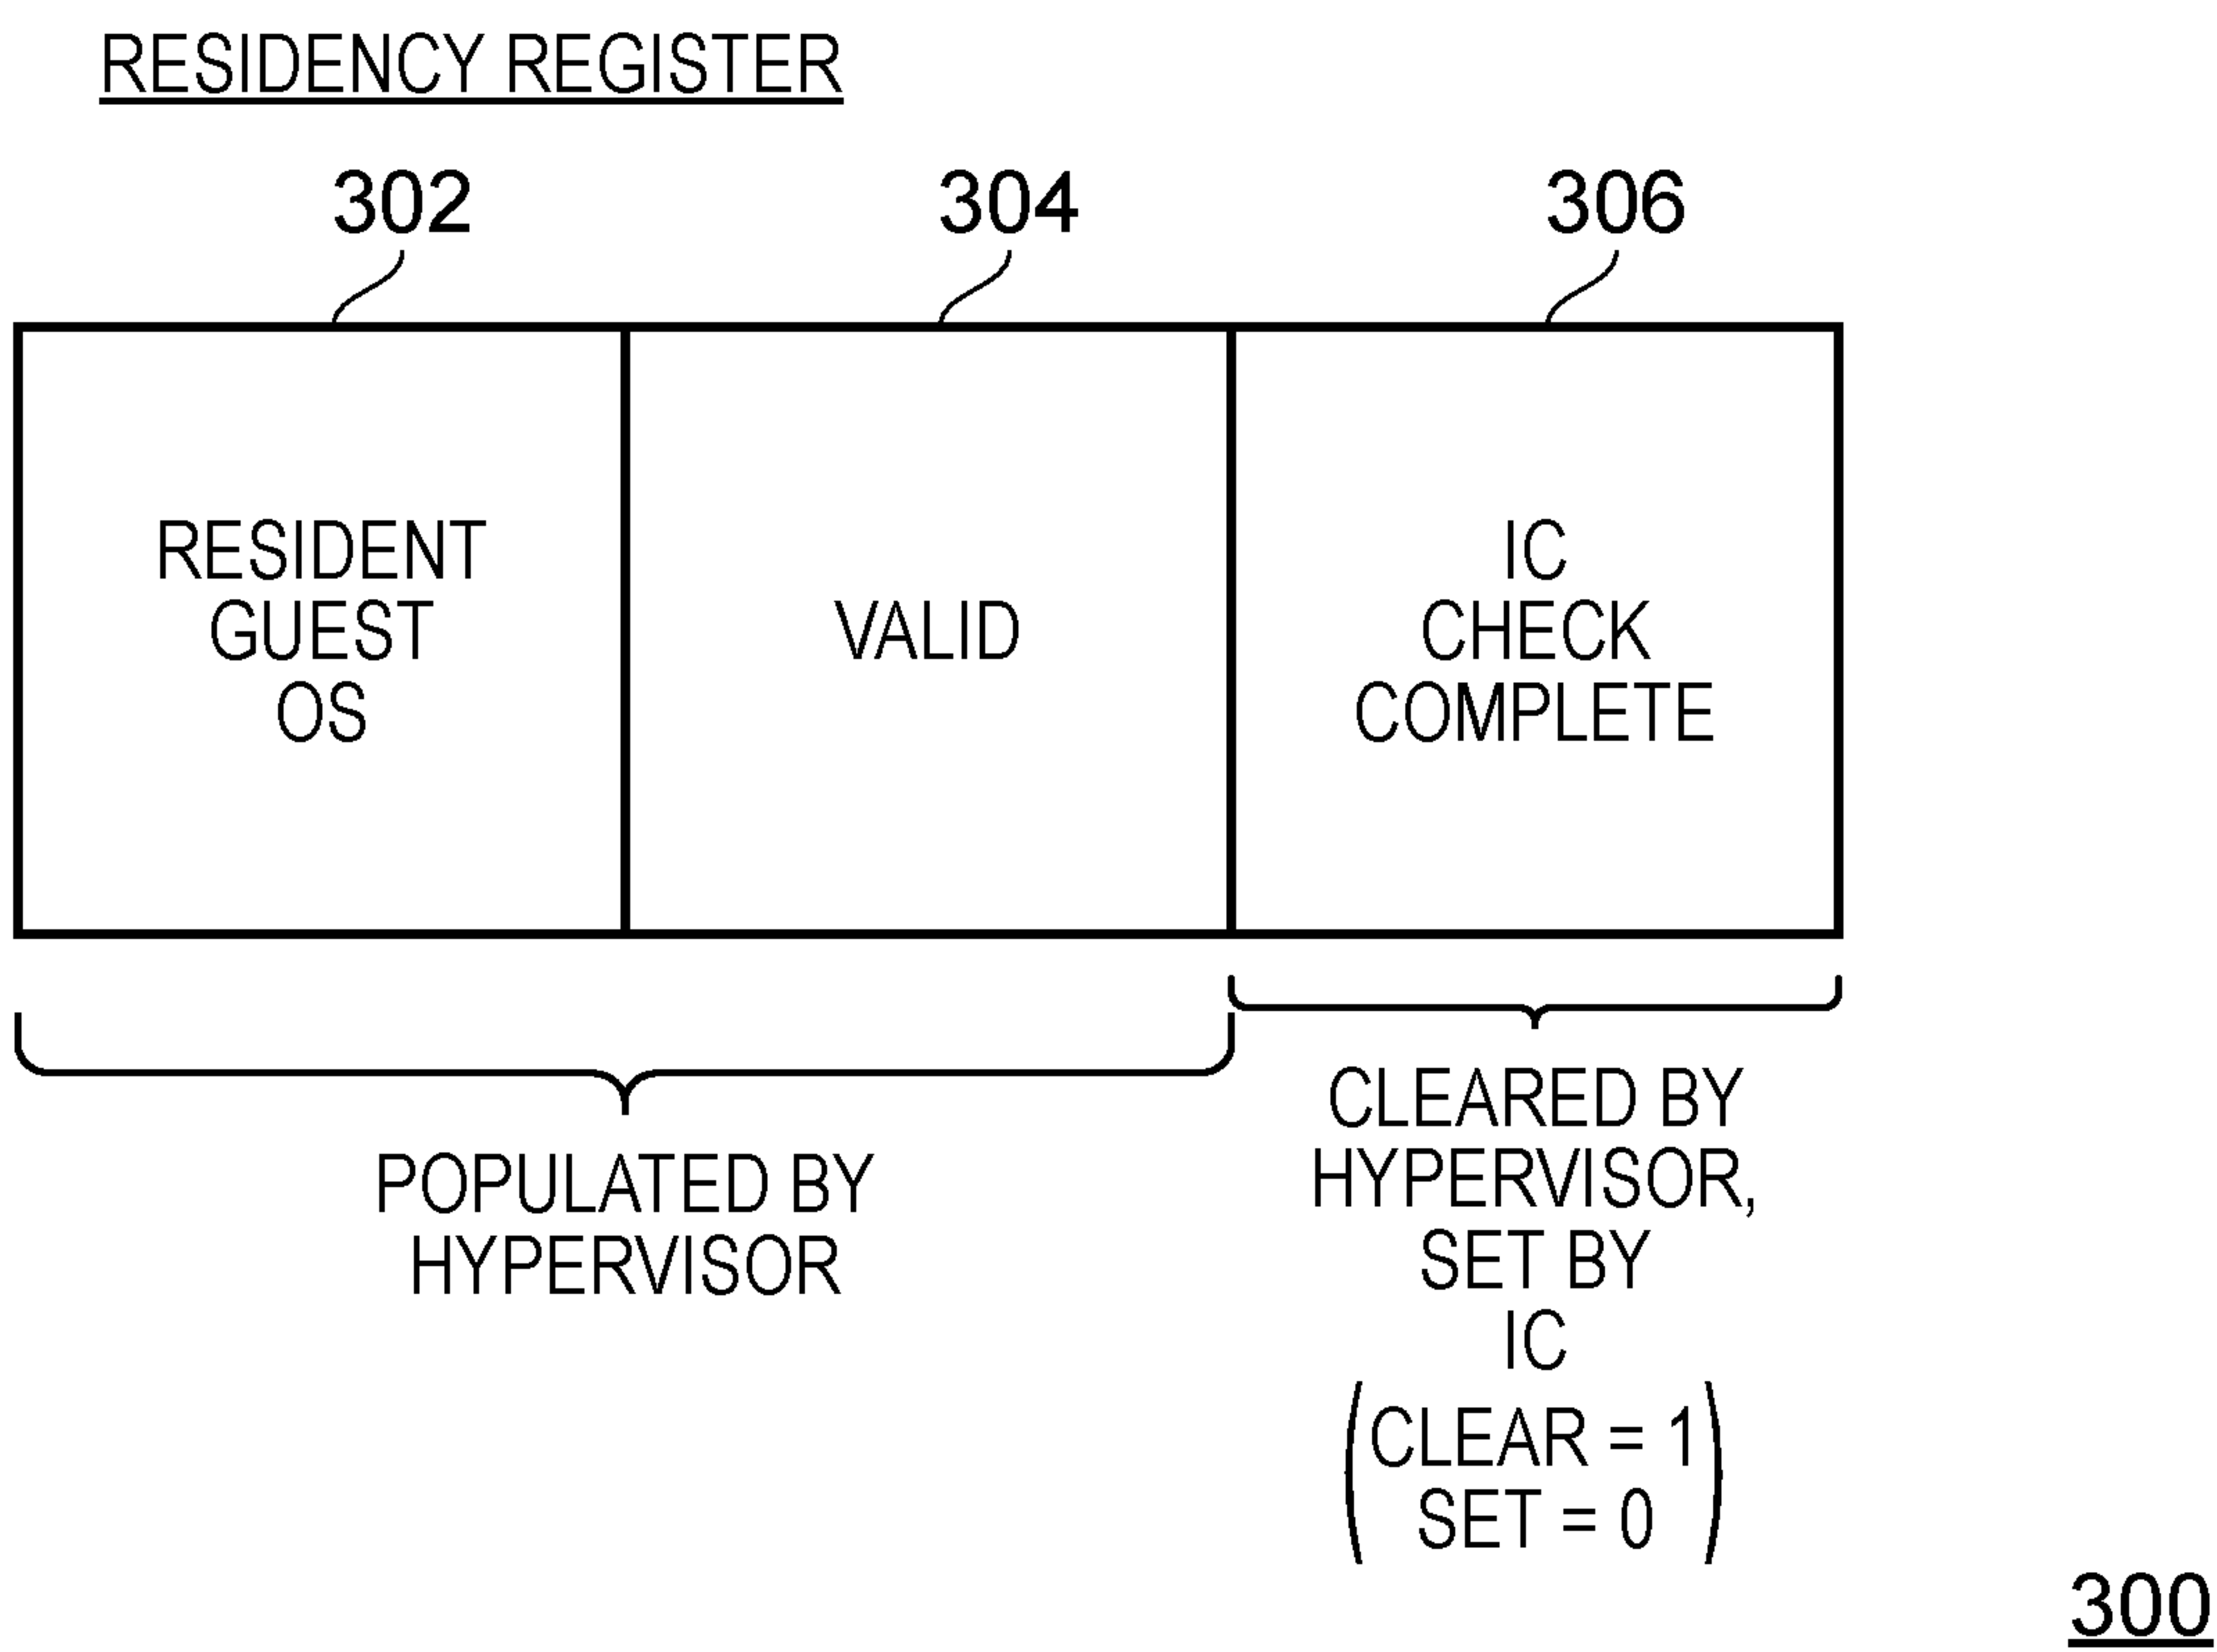 RESIDENCY REGISTER
302
304
306
RESIDENT
GUEST
OS
VALID
IC
CHECK
COMPLETE
POPULATED BY
HYPERVISOR
CLEARED BY
HYPERVISOR,
SET BY
IC
(CLEAR = 1
SET = 0)
300